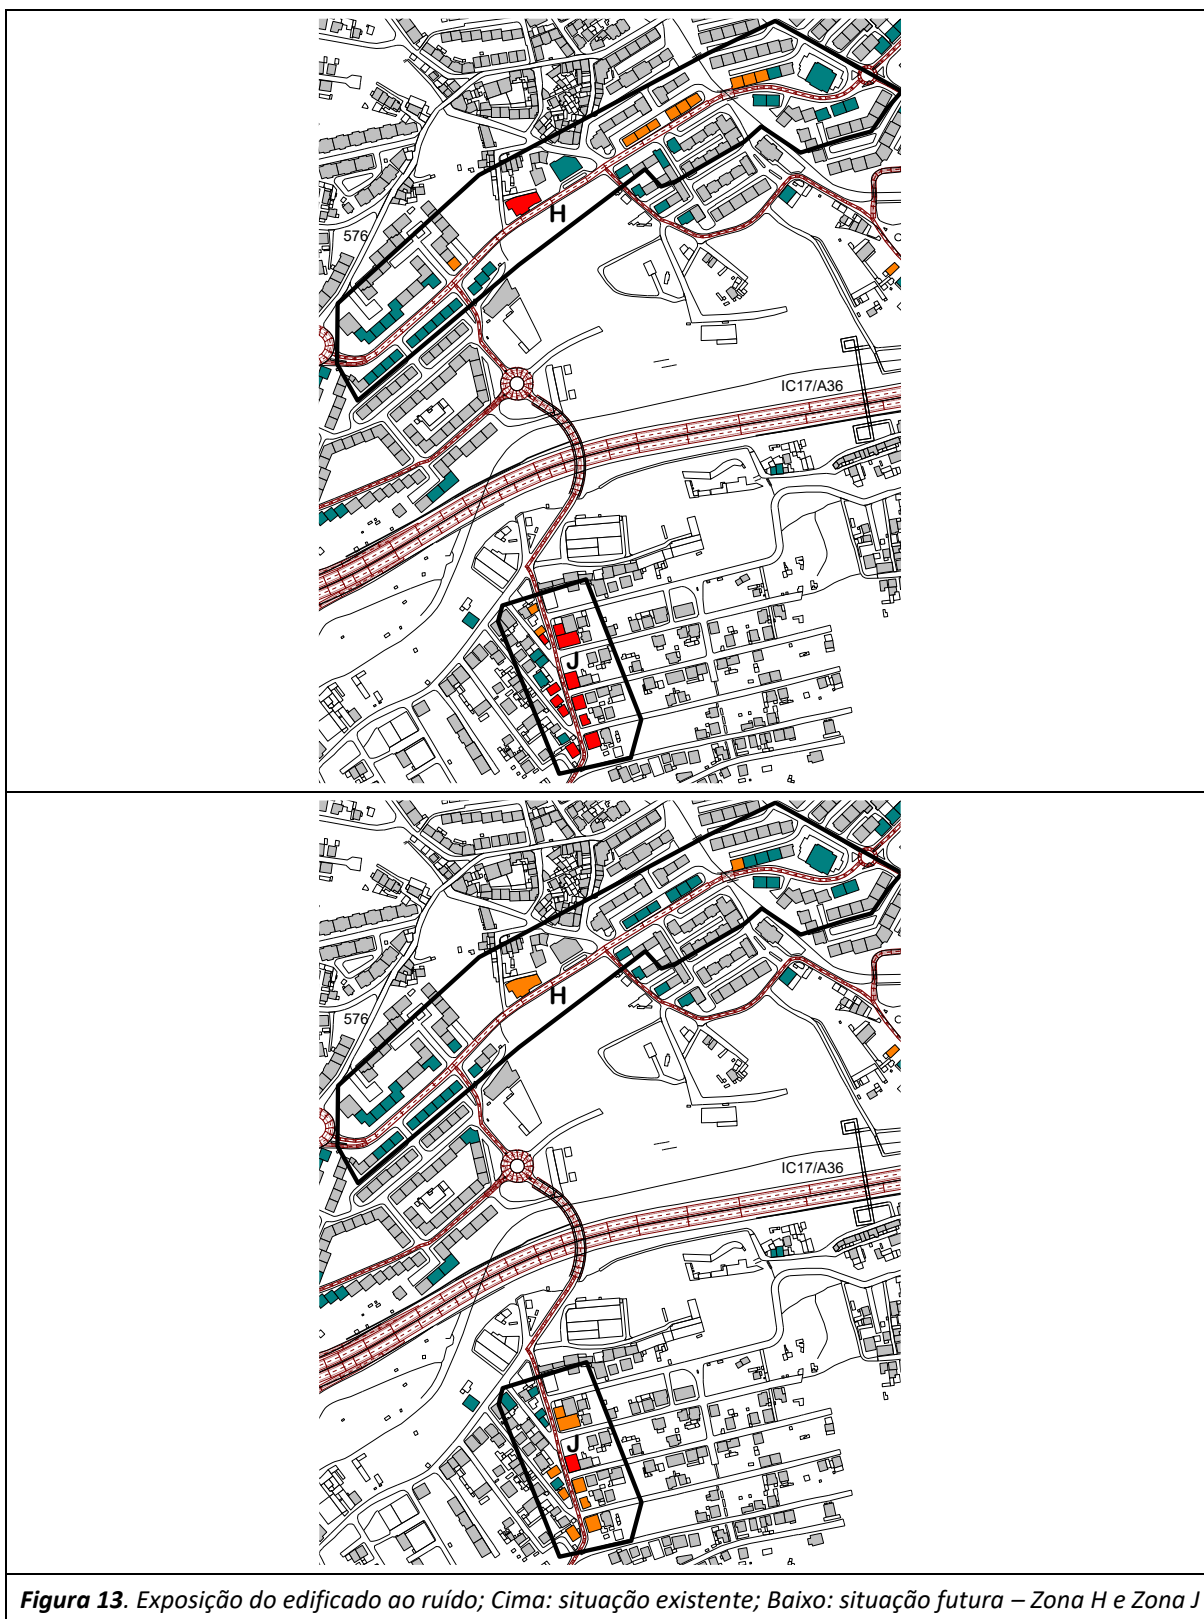 H
576
IC17/A36
J
H
576
IC17/A36
J
Figura 13. Exposição do edificado ao ruído; Cima: situação existente; Baixo: situação futura – Zona H e Zona J